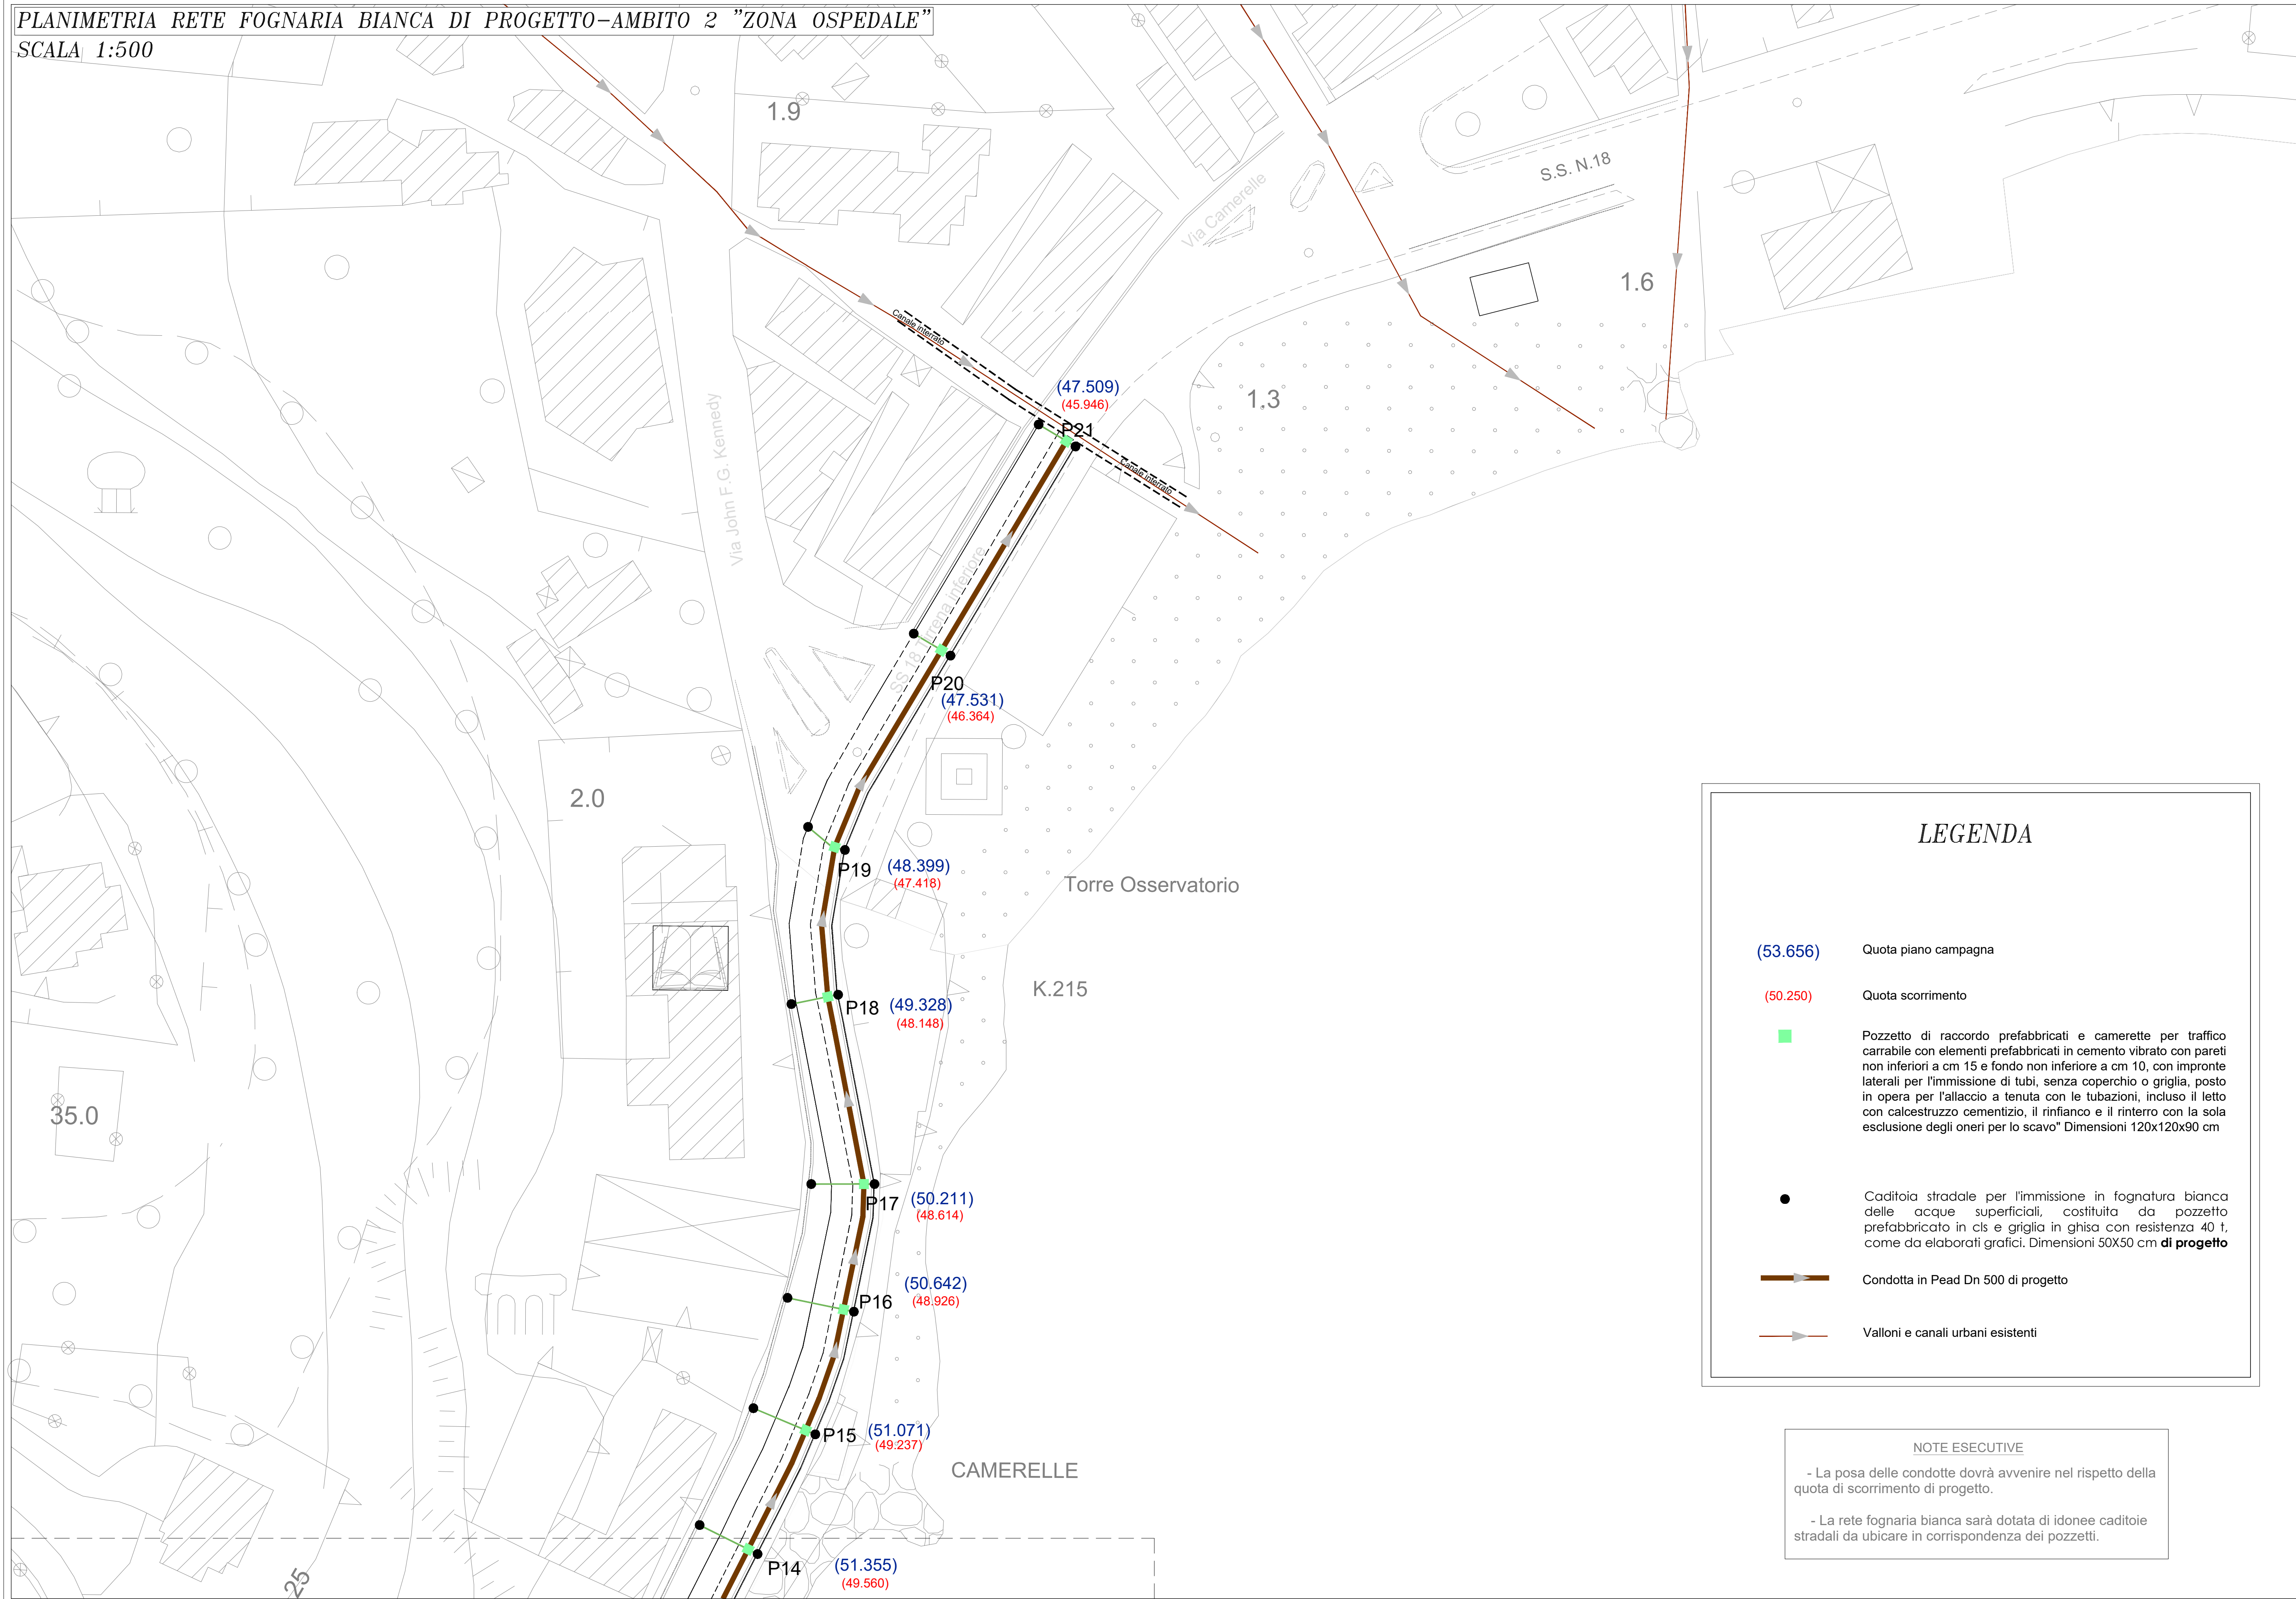 PLANIMETRIA RETE FOGNARIA BIANCA DI PROGETTO-AMBITO 2 "ZONA OSPEDALE"
SCALA 1:500
1.9
Via Camerelle
S.S. N.18
1.6
1.3
Canale interrato
(47.509)
(45.946)
P21
Canale interrato
Via John F.G. Kennedy
SS 18 Tirrena inferiore
P20
(47.531)
(46.364)
2.0
P19
(48.399)
(47.418)
Torre Osservatorio
K.215
P18
(49.328)
(48.148)
35.0
P17
(50.211)
(48.614)
(50.642)
P16
(48.926)
P15
(51.071)
(49.237)
CAMERELLE
P14
(51.355)
(49.560)
25
LEGENDA
(53.656) Quota piano campagna
(50.250) Quota scorrimento
Pozzetto di raccordo prefabbricati e camerette per traffico
carrabile con elementi prefabbricati in cemento vibrato con pareti
non inferiori a cm 15 e fondo non inferiore a cm 10, con impronte
laterali per l'immissione di tubi, senza coperchio o griglia, posto
in opera per l'allaccio a tenuta con le tubazioni, incluso il letto
con calcestruzzo cementizio, il rinfianco e il rinterro con la sola
esclusione degli oneri per lo scavo" Dimensioni 120x120x90 cm
Caditoia stradale per l'immissione in fognatura bianca
delle acque superficiali, costituita da pozzetto
prefabbricato in cls e griglia in ghisa con resistenza 40 t,
come da elaborati grafici. Dimensioni 50X50 cm di progetto
Condotta in Pead Dn 500 di progetto
Valloni e canali urbani esistenti
NOTE ESECUTIVE
- La posa delle condotte dovrà avvenire nel rispetto della
quota di scorrimento di progetto.
- La rete fognaria bianca sarà dotata di idonee caditoie
stradali da ubicare in corrispondenza dei pozzetti.